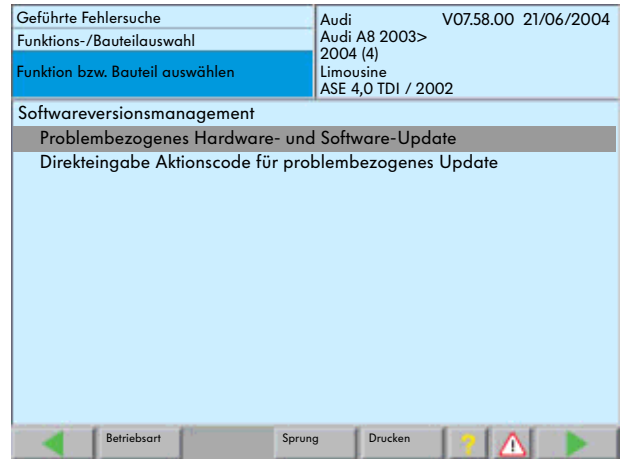 Geführte Fehlersuche
Funktions-/Bauteilauswahl
Funktion bzw. Bauteil auswählen
Audi V07.58.00 21/06/2004
Audi A8 2003>
2004 (4)
Limousine
ASE 4,0 TDI / 2002
Softwareversionsmanagement
Problembezogenes Hardware- und Software-Update
Direkteingabe Aktionscode für problembezogenes Update
Betriebsart Sprung Drucken ?